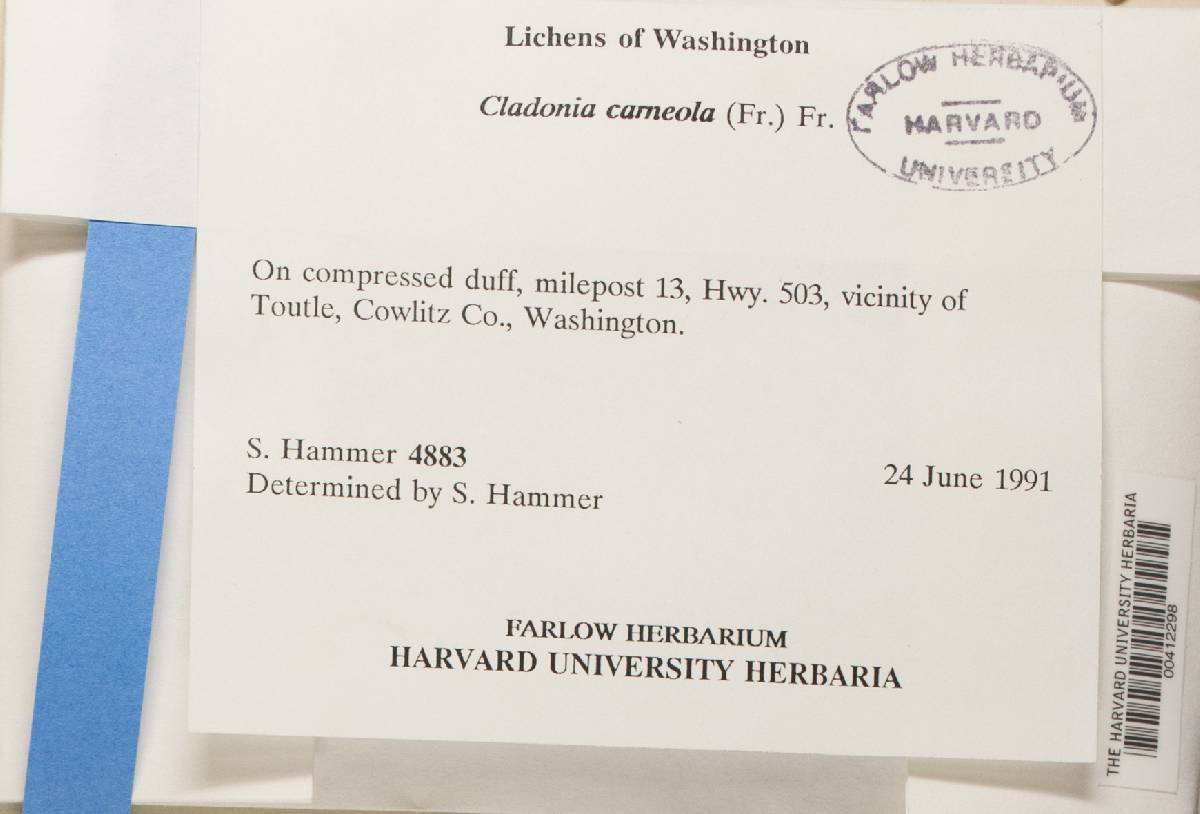 Lichens of Washington
Cladonia carneola (Fr.) Fr.
FARLOW HERBARIUM
HARVARD
UNIVERSITY
On compressed duff, milepost 13, Hwy. 503, vicinity of
Toutle, Cowlitz Co., Washington.
S. Hammer 4883
Determined by S. Hammer
24 June 1991
FARLOW HERBARIUM
HARVARD UNIVERSITY HERBARIA
THE HARVARD UNIVERSITY HERBARIA
00412298